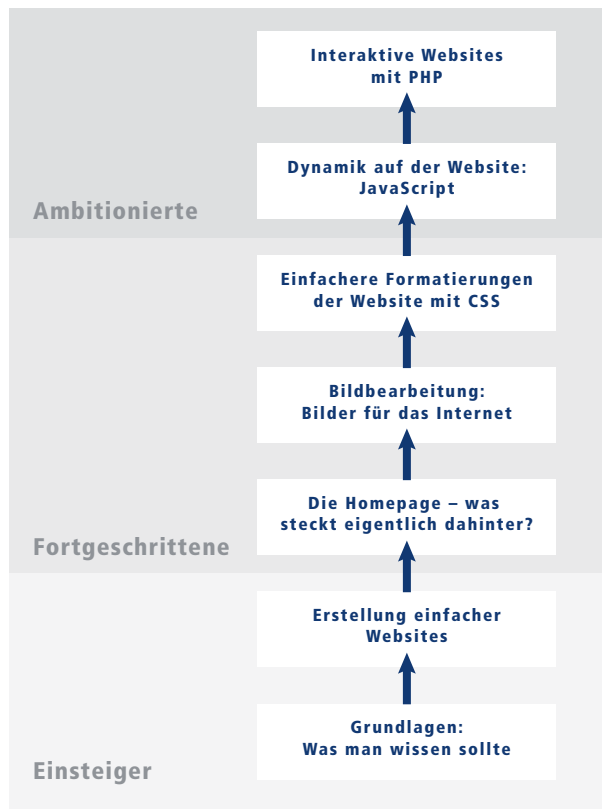 Interaktive Websites
mit PHP
Dynamik auf der Website:
JavaScript
Ambitionierte
Einfachere Formatierungen
der Website mit CSS
Bildbearbeitung:
Bilder für das Internet
Die Homepage – was
steckt eigentlich dahinter?
Fortgeschrittene
Erstellung einfacher
Websites
Grundlagen:
Was man wissen sollte
Einsteiger